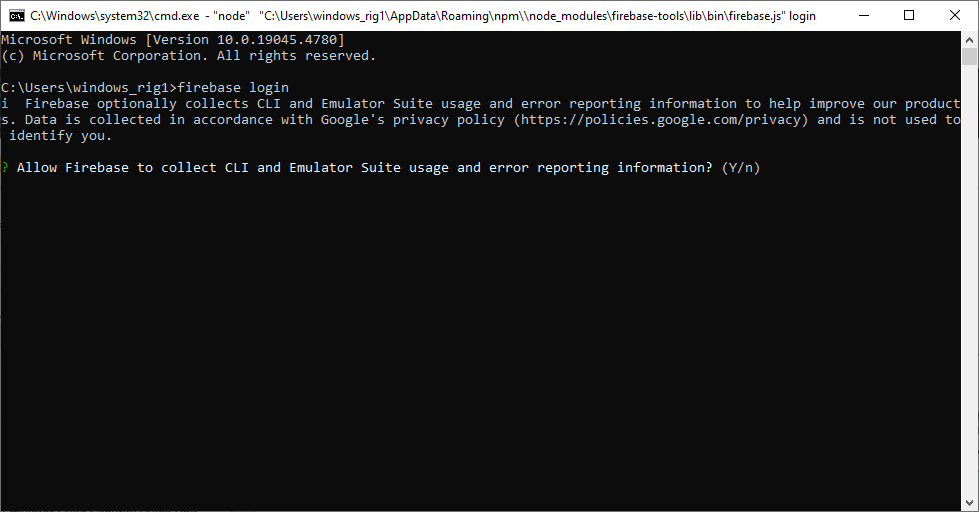 C:\Windows\system32\cmd.exe - "node"  "C:\Users\windows_rig1\AppData\Roaming\npm\\node_modules\firebase-tools\lib\bin\firebase.js" login
Microsoft Windows [Version 10.0.19045.4780]
(c) Microsoft Corporation. All rights reserved.
C:\Users\windows_rig1>firebase login
i  Firebase optionally collects CLI and Emulator Suite usage and error reporting information to help improve our product
s. Data is collected in accordance with Google's privacy policy (https://policies.google.com/privacy) and is not used to
 identify you.
? Allow Firebase to collect CLI and Emulator Suite usage and error reporting information? (Y/n)